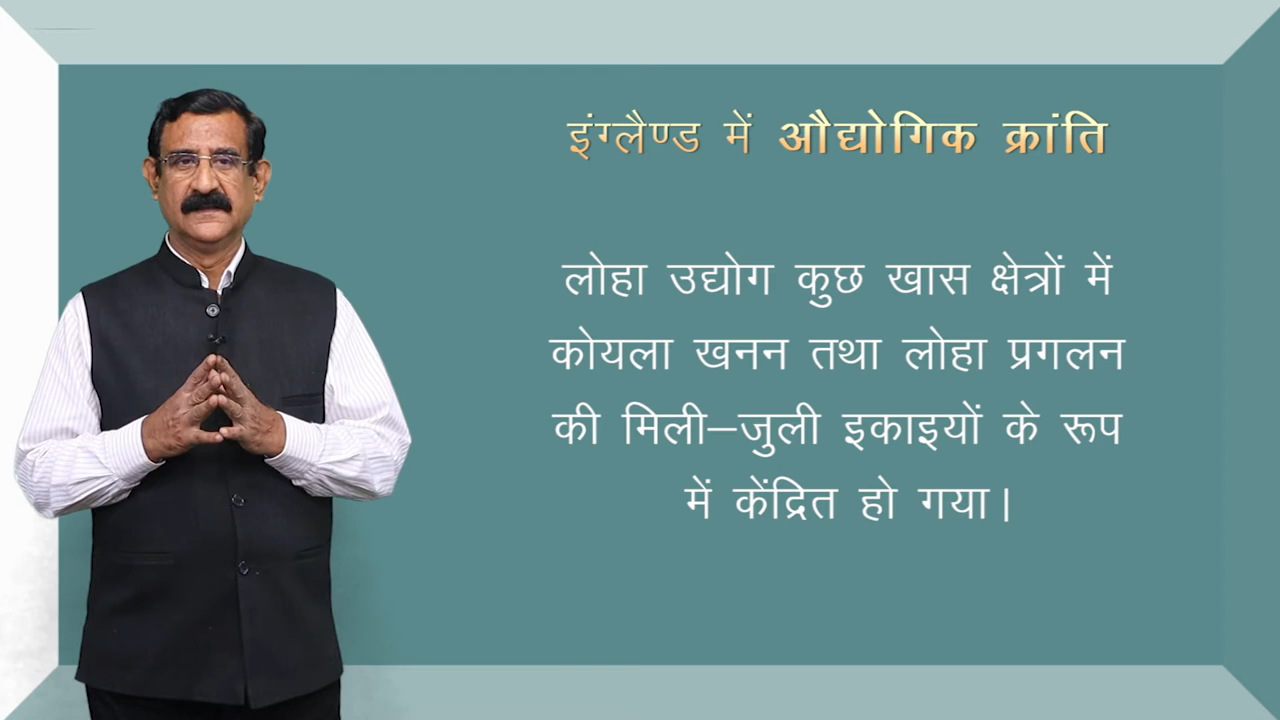 इंग्लैण्ड में औद्योगिक क्रांति
लोहा उद्योग कुछ खास क्षेत्रों में
कोयला खनन तथा लोहा प्रगलन
की मिली–जुली इकाइयों के रूप
में केंद्रित हो गया।